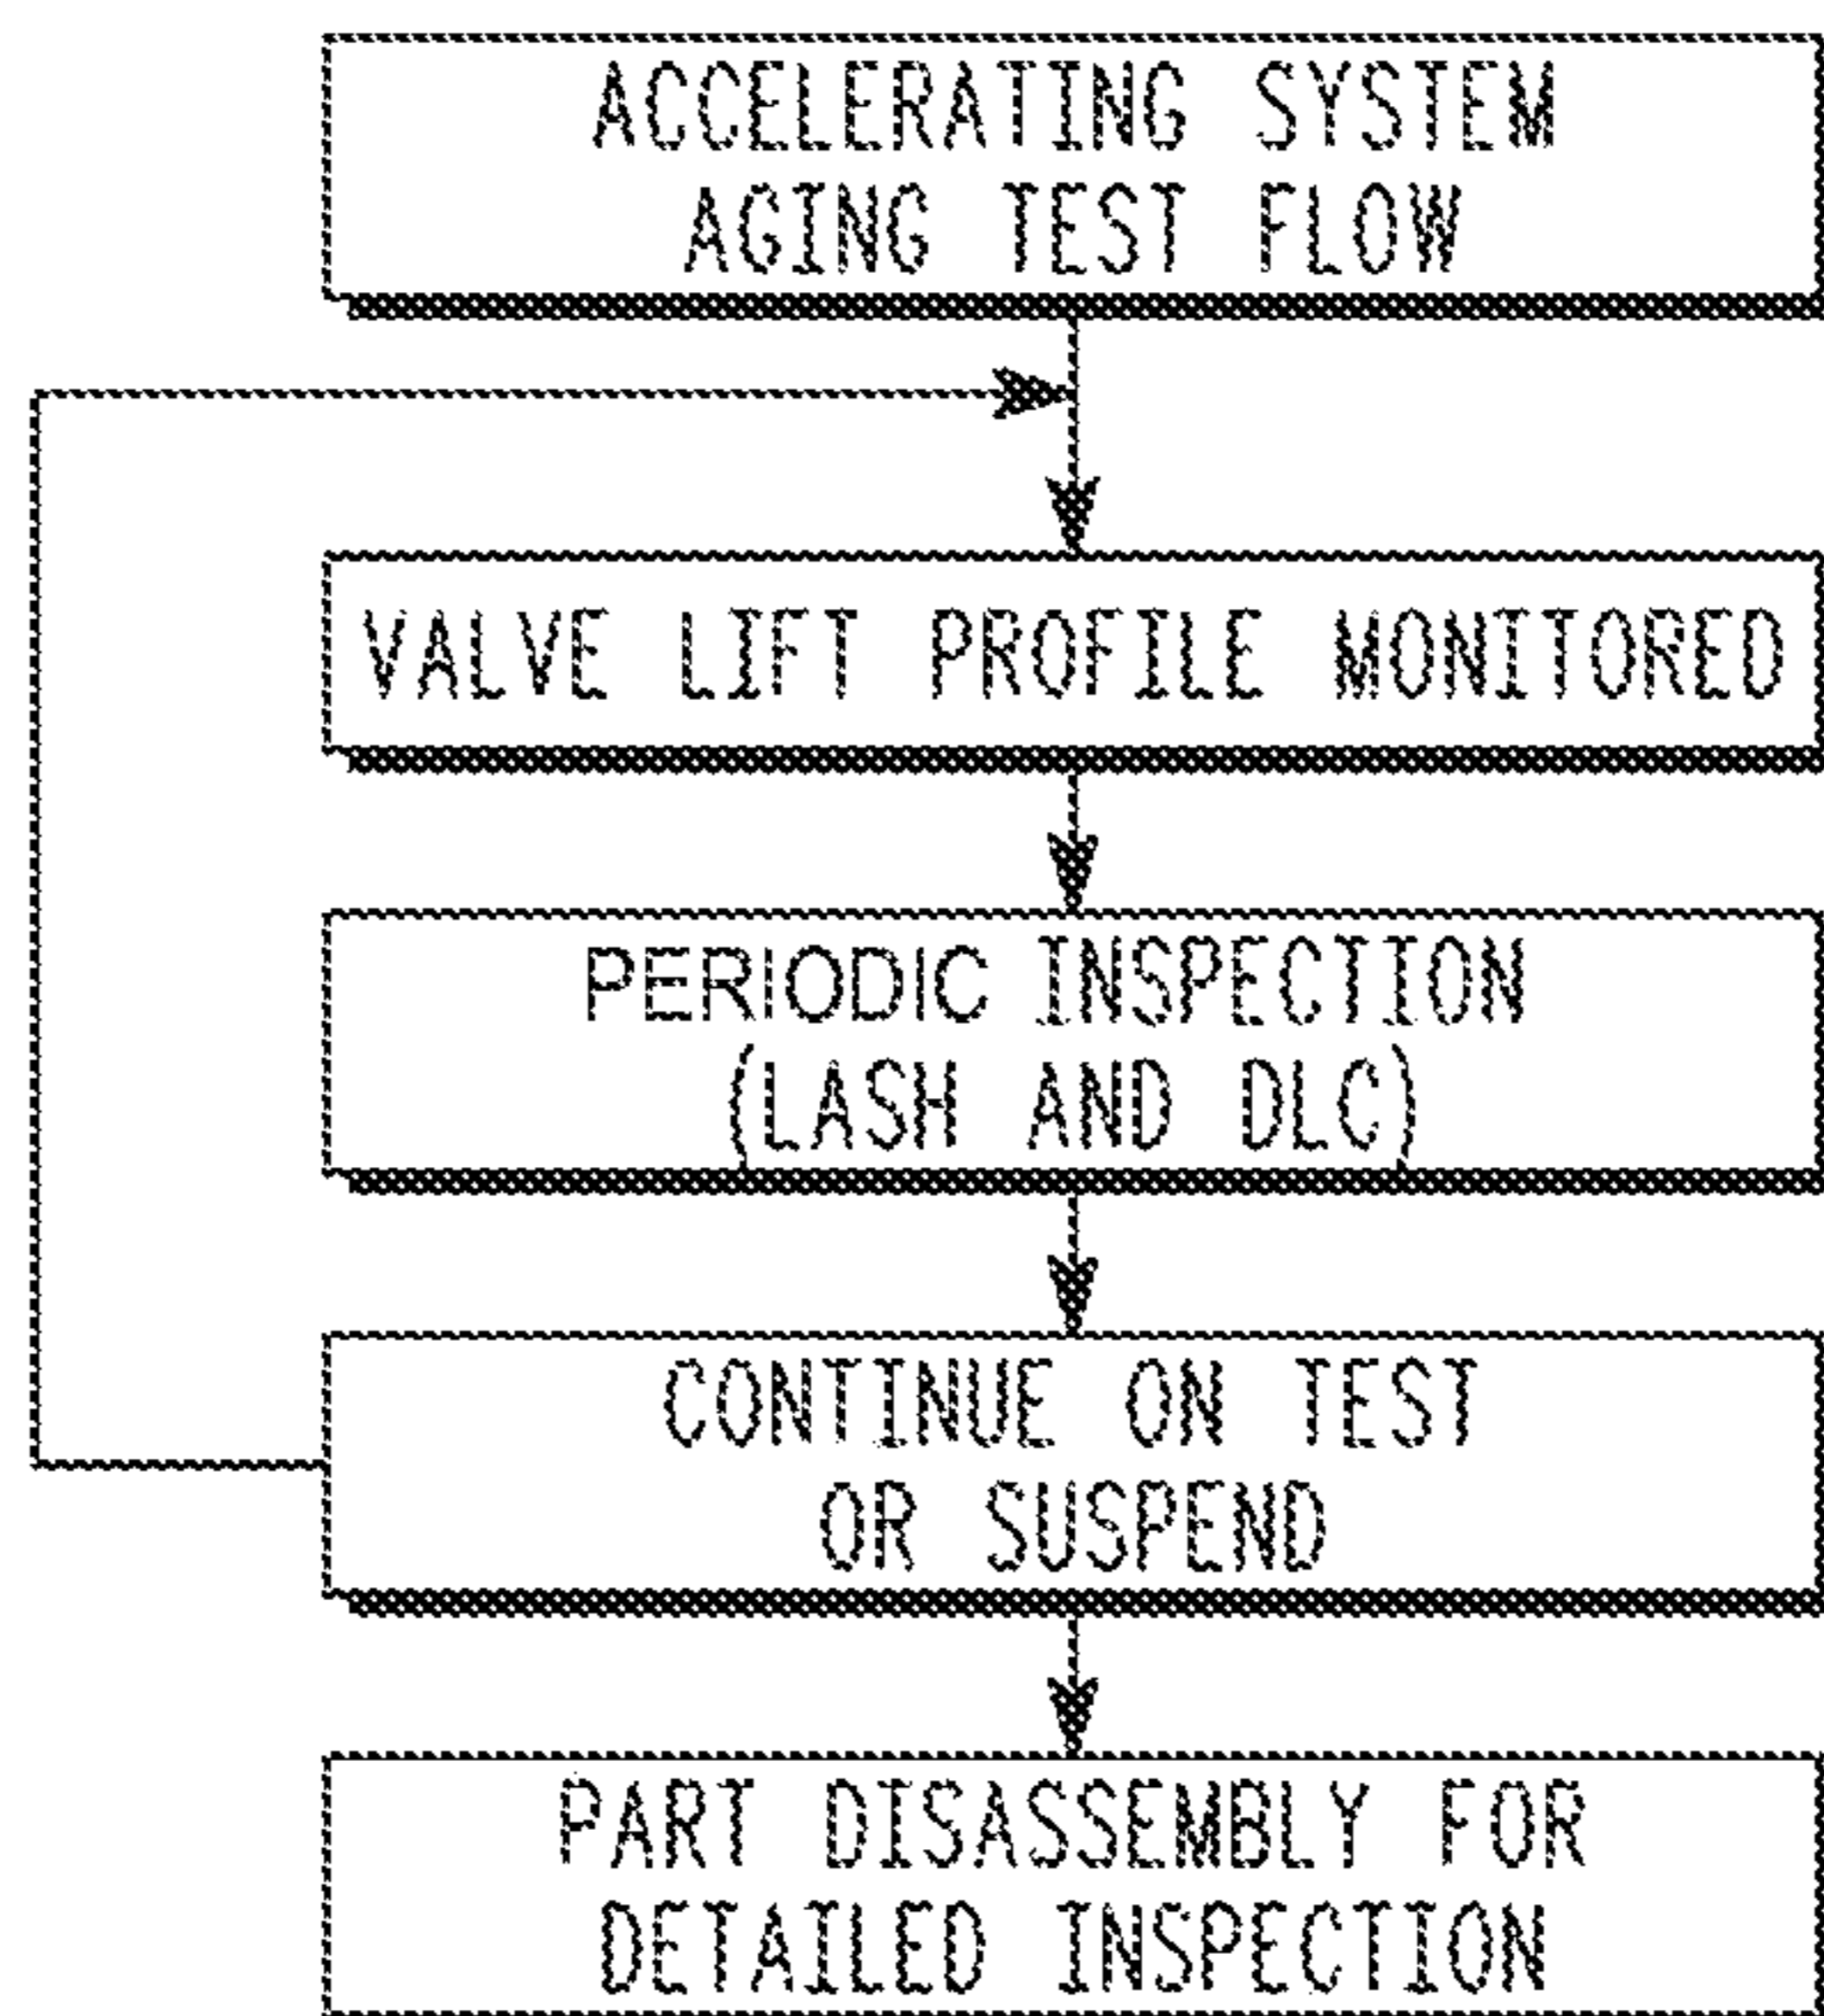 ACCELERATING SYSTEM
AGING TEST FLOW
VALVE LIFT PROFILE MONITORED
PERIODIC INSPECTION
(LASH AND DLC)
CONTINUE ON TEST
OR SUSPEND
PART DISASSEMBLY FOR
DETAILED INSPECTION